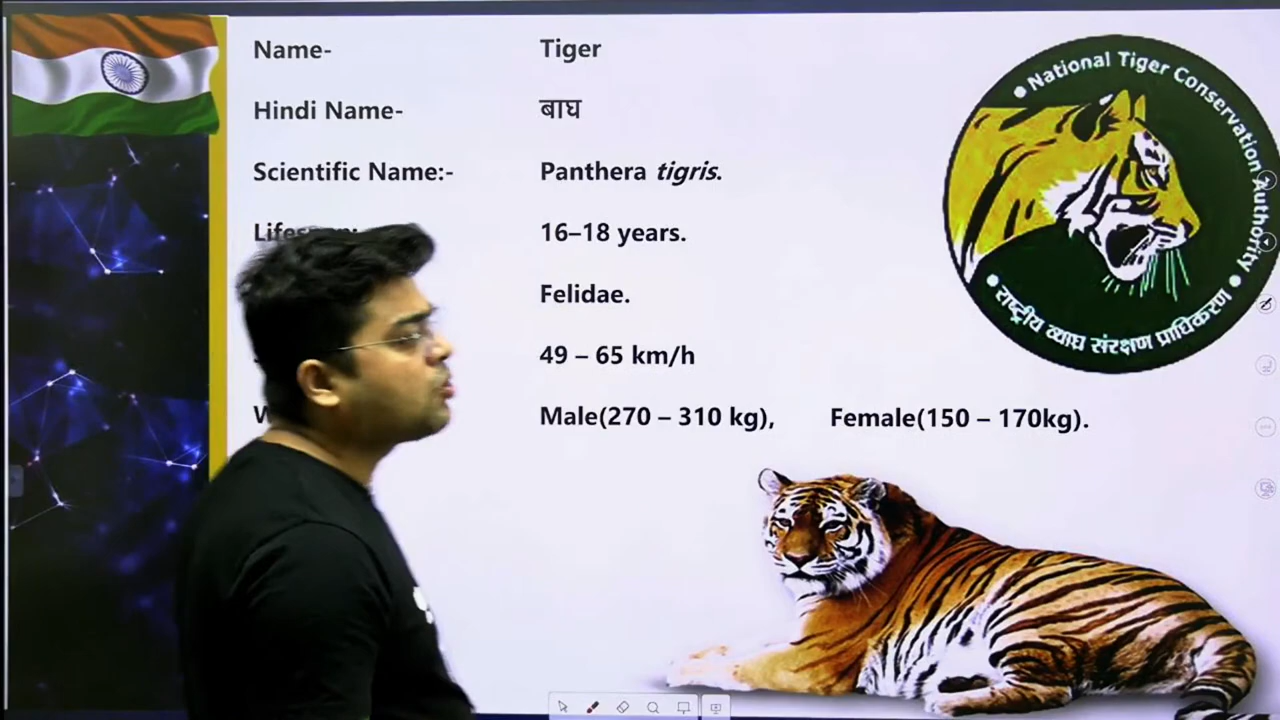 Name- Tiger
Hindi Name- बाघ
Scientific Name:- Panthera tigris.
16–18 years.
Felidae.
49 – 65 km/h
Male(270 – 310 kg), Female(150 – 170kg).
National Tiger Conservation Authority
राष्ट्रीय व्याघ्र संरक्षण प्राधिकरण